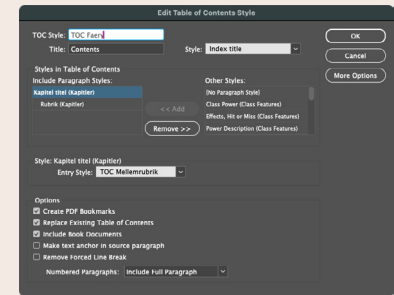 Edit Table of Contents Style
TOC Style: TOC Faers
Title: Contents Style: Index title
OK
Cancel
More Options
Styles in Table of Contents
Include Paragraph Styles: Other Styles:
Kapitel titel (Kapitler)
Rubrik (Kapitler)
<< Add
Remove >>
[No Paragraph Style]
Class Power (Class Features)
Effects, Hit or Miss (Class Features)
Power Description (Class Features)
Style: Kapitel titel (Kapitler)
Entry Style: TOC Mellemrubrik
Options
Create PDF Bookmarks
Replace Existing Table of Contents
Include Book Documents
Make text anchor in source paragraph
Remove Forced Line Break
Numbered Paragraphs: Include Full Paragraph